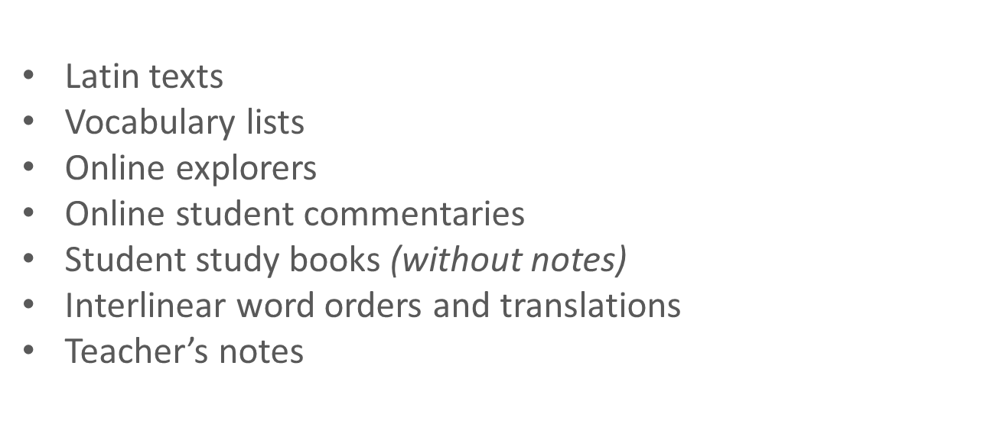 • Latin texts
• Vocabulary lists
• Online explorers
• Online student commentaries
• Student study books (without notes)
• Interlinear word orders and translations
• Teacher’s notes